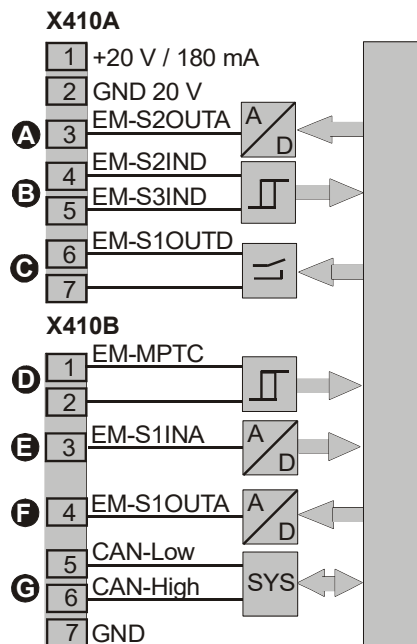 X410A
1 +20 V / 180 mA
2 GND 20 V
A 3 EM-S2OUTA A D
4 EM-S2IND
B
5 EM-S3IND
6 EM-S1OUTD
C
7
X410B
1 EM-MPTC
D
2
E 3 EM-S1INA A D
F 4 EM-S1OUTA A D
5 CAN-Low
G SYS
6 CAN-High
7 GND